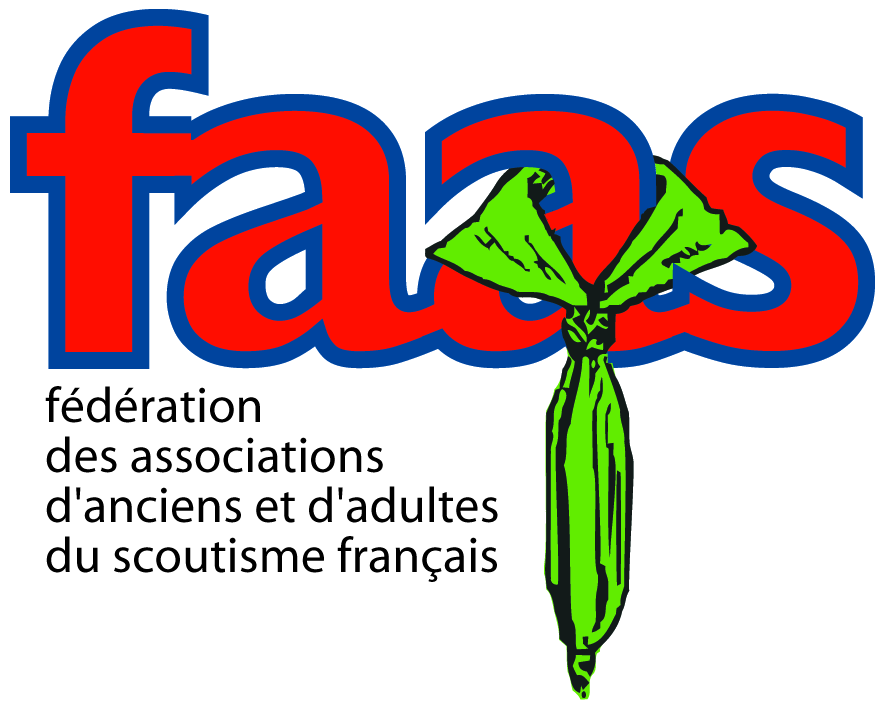 faas
fédération
des associations
d'anciens et d'adultes
du scoutisme français